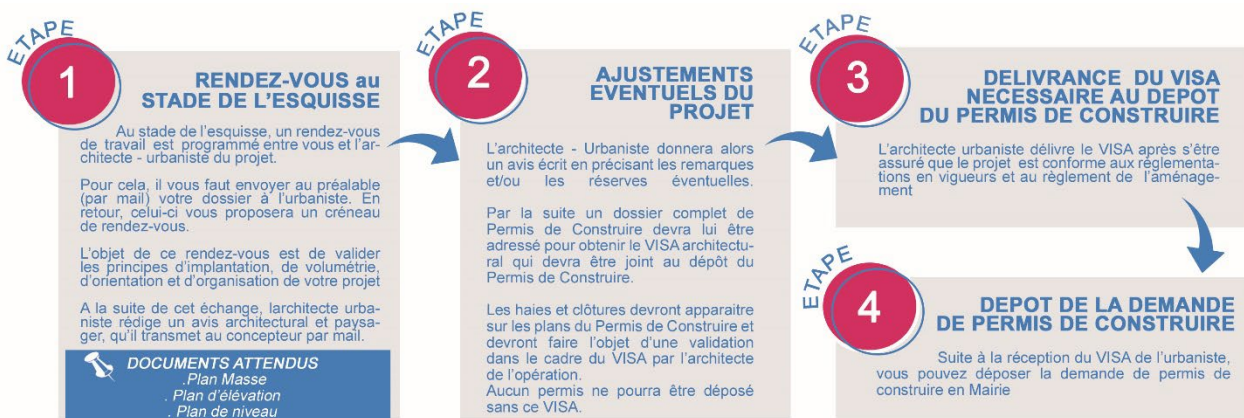 ETAPE
1
RENDEZ-VOUS au
STADE DE L'ESQUISSE
Au stade de l'esquisse, un rendez-vous
de travail est programmé entre vous et l'ar-
chitecte - urbaniste du projet.
Pour cela, il vous faut envoyer au préalable
(par mail) votre dossier à l'urbaniste. En
retour, celui-ci vous proposera un créneau
de rendez-vous.
L'objet de ce rendez-vous est de valider
les principes d'implantation, de volumétrie,
d'orientation et d'organisation de votre projet
A la suite de cet échange, larchitecte urba-
niste rédige un avis architectural et paysa-
ger, qu'il transmet au concepteur par mail.
DOCUMENTS ATTENDUS
.Plan Masse
. Plan d'élévation
. Plan de niveau
ETAPE
2
AJUSTEMENTS
EVENTUELS DU
PROJET
L'architecte - Urbaniste donnera alors
un avis écrit en précisant les remarques
et/ou les réserves éventuelles.
Par la suite un dossier complet de
Permis de Construire devra lui être
adressé pour obtenir le VISA architectu-
ral qui devra être joint au dépôt du
Permis de Construire.
Les haies et clôtures devront apparaitre
sur les plans du Permis de Construire et
devront faire l'objet d'une validation
dans le cadre du VISA par l'architecte
de l'opération.
Aucun permis ne pourra être déposé
sans ce VISA.
ETAPE
3
DELIVRANCE DU VISA
NECESSAIRE AU DEPOT
DU PERMIS DE CONSTRUIRE
L'architecte urbaniste délivre le VISA après s'être
assuré que le projet est conforme aux réglementa-
tions en vigueurs et au règlement de l'aménage-
ment
ETAPE
4
DEPOT DE LA DEMANDE
DE PERMIS DE CONSTRUIRE
Suite à la réception du VISA de l'urbaniste,
vous pouvez déposer la demande de permis de
construire en Mairie